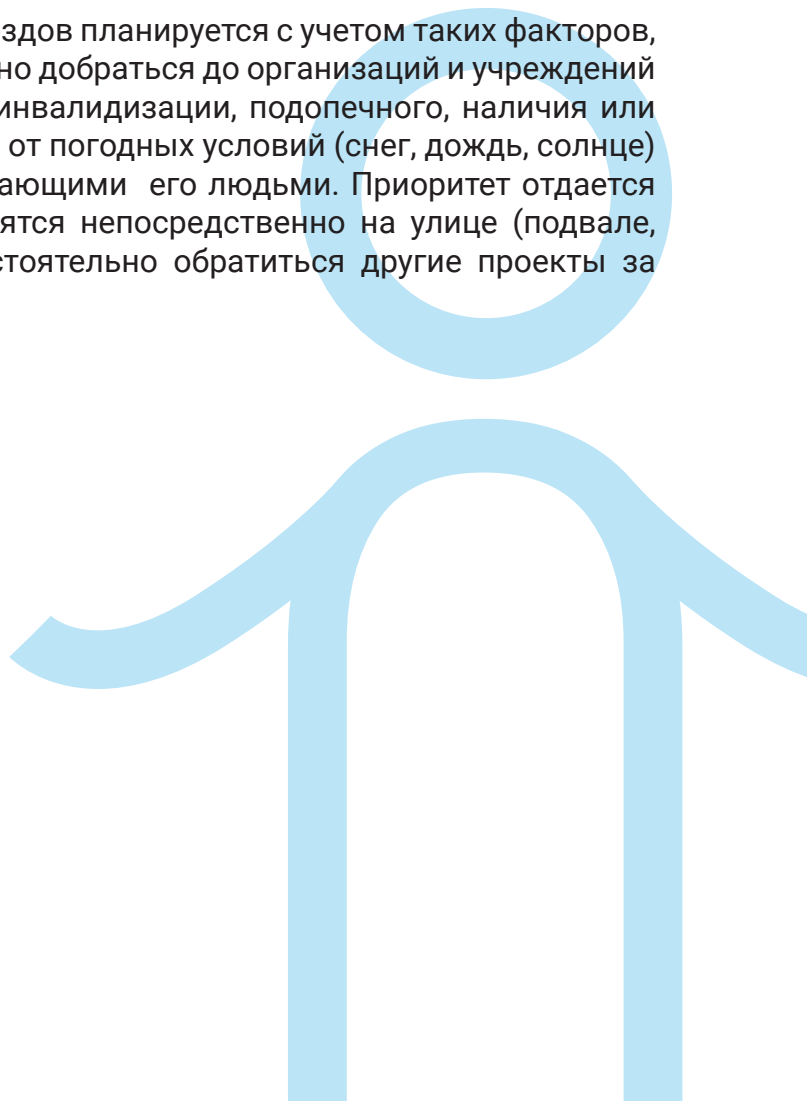 здов планируется с учетом таких факторов,
но добраться до организаций и учреждений
инвалидизации, подопечного, наличия или
от погодных условий (снег, дождь, солнце)
ающими его людьми. Приоритет отдается
ятся непосредственно на улице (подвале,
стоятельно обратиться другие проекты за